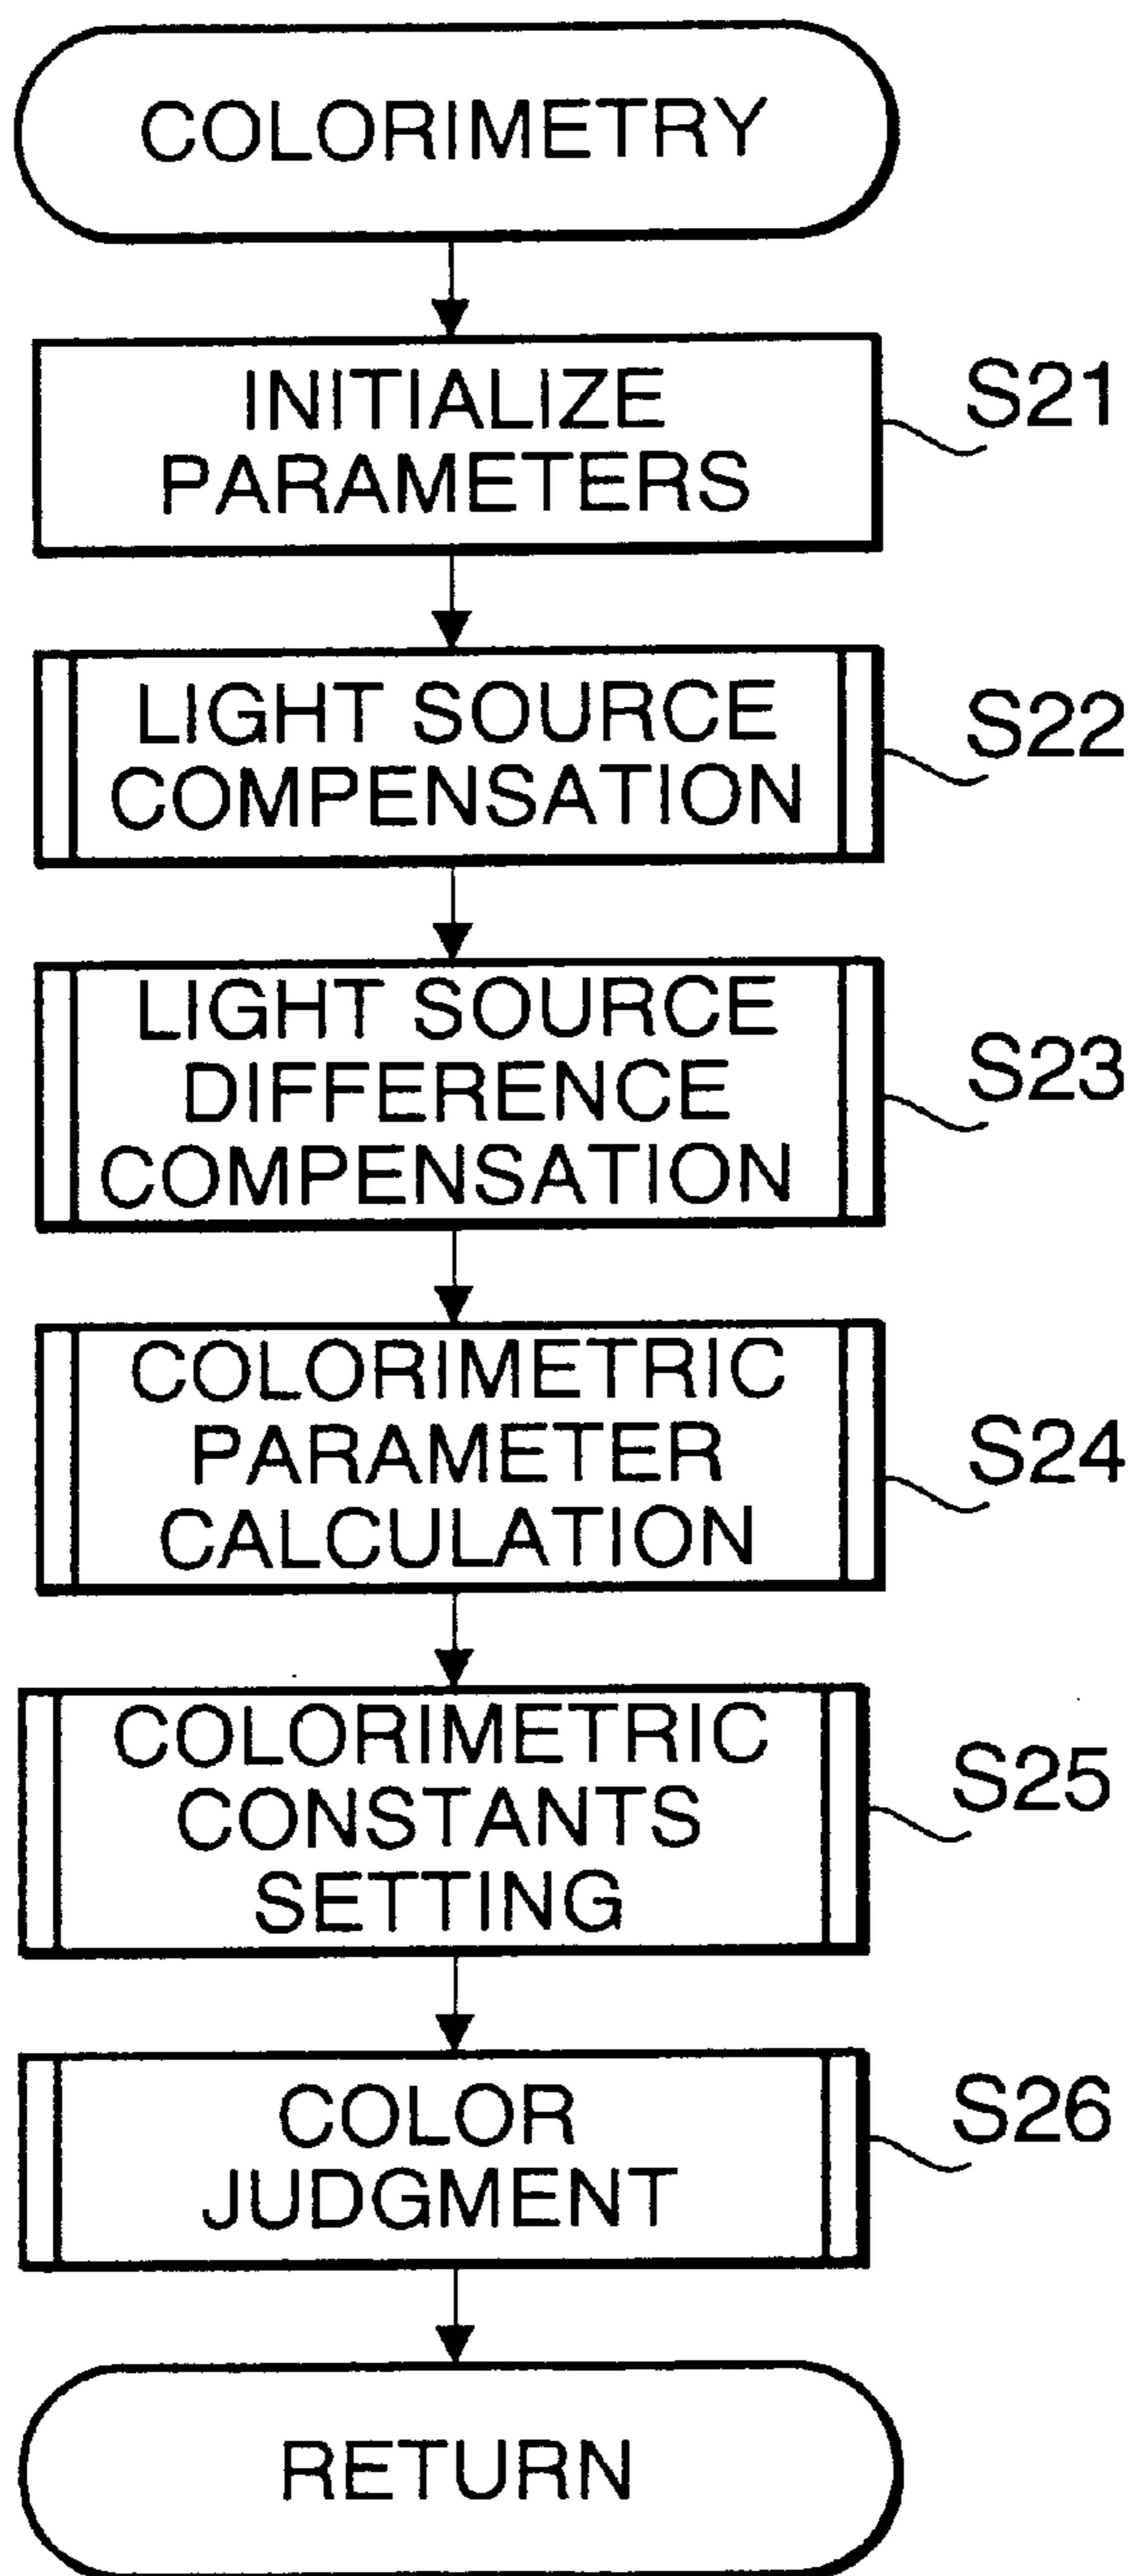 COLORIMETRY
INITIALIZE
PARAMETERS
S21
LIGHT SOURCE
COMPENSATION
S22
LIGHT SOURCE
DIFFERENCE
COMPENSATION
S23
COLORIMETRIC
PARAMETER
CALCULATION
S24
COLORIMETRIC
CONSTANTS
SETTING
S25
COLOR
JUDGMENT
S26
RETURN